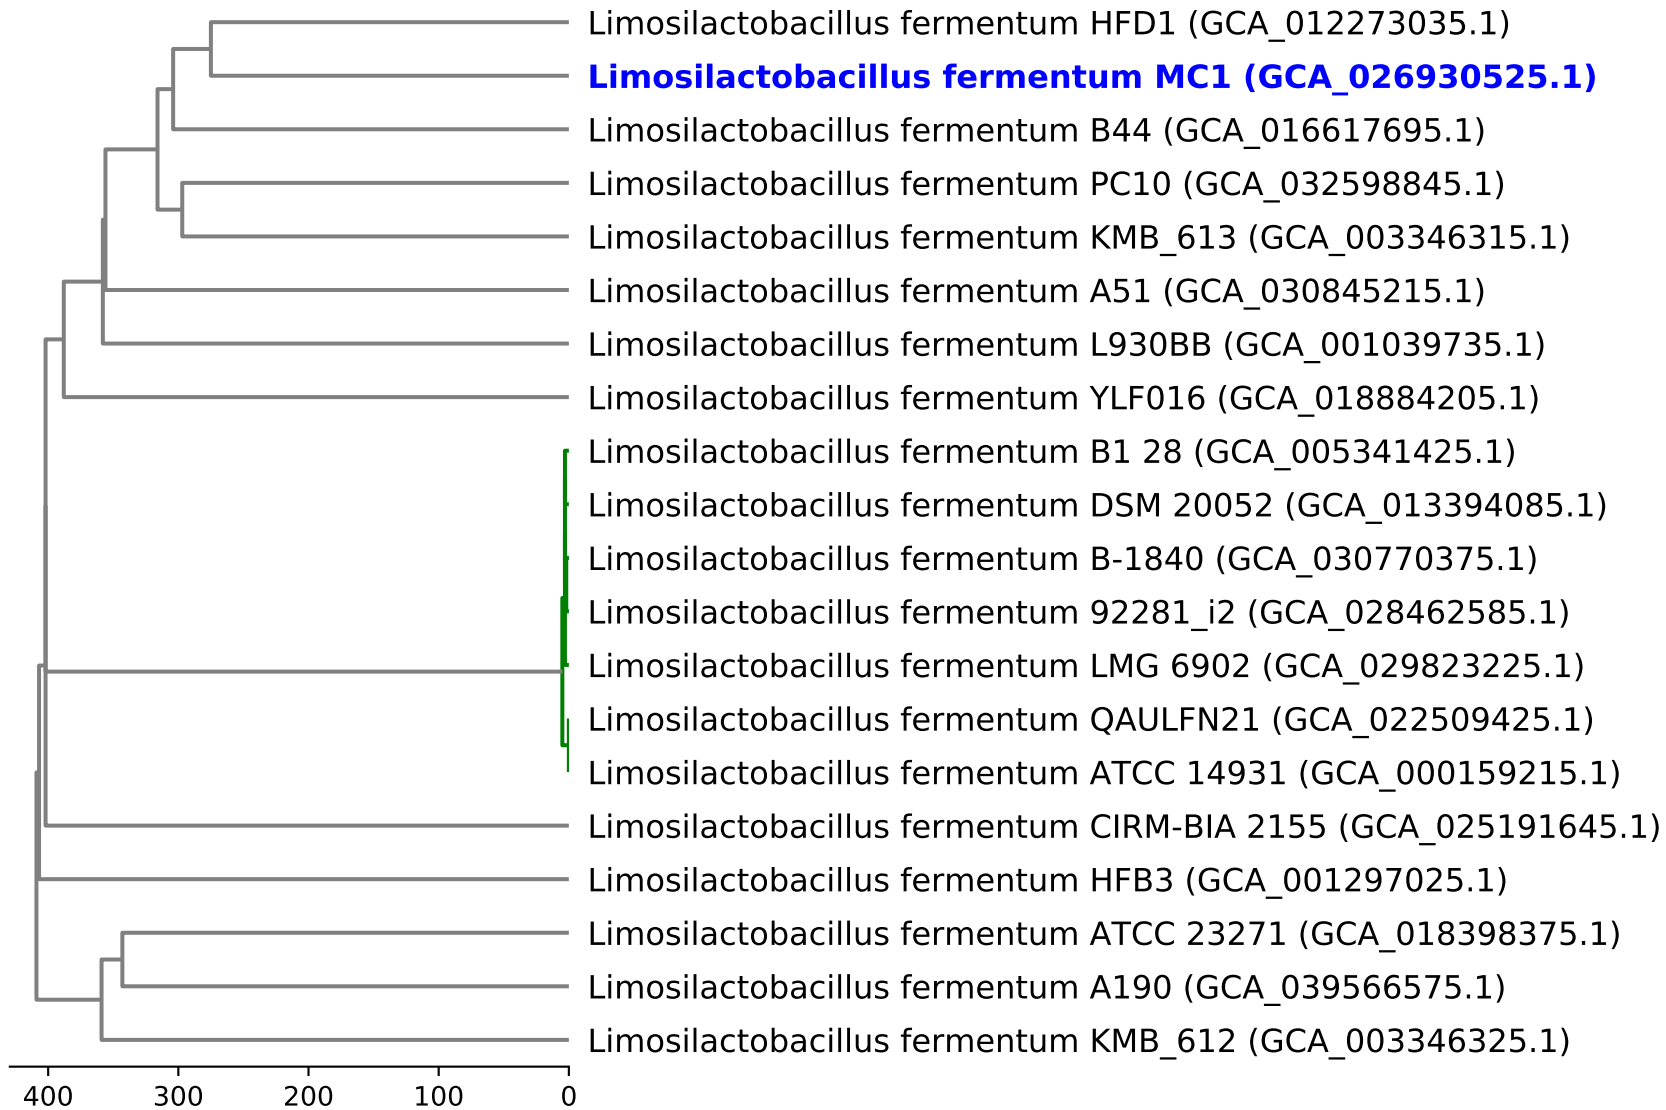 Limosilactobacillus fermentum HFD1 (GCA_012273035.1)
Limosilactobacillus fermentum MC1 (GCA_026930525.1)
Limosilactobacillus fermentum B44 (GCA_016617695.1)
Limosilactobacillus fermentum PC10 (GCA_032598845.1)
Limosilactobacillus fermentum KMB_613 (GCA_003346315.1)
Limosilactobacillus fermentum A51 (GCA_030845215.1)
Limosilactobacillus fermentum L930BB (GCA_001039735.1)
Limosilactobacillus fermentum YLF016 (GCA_018884205.1)
Limosilactobacillus fermentum B1 28 (GCA_005341425.1)
Limosilactobacillus fermentum DSM 20052 (GCA_013394085.1)
Limosilactobacillus fermentum B-1840 (GCA_030770375.1)
Limosilactobacillus fermentum 92281_i2 (GCA_028462585.1)
Limosilactobacillus fermentum LMG 6902 (GCA_029823225.1)
Limosilactobacillus fermentum QAULFN21 (GCA_022509425.1)
Limosilactobacillus fermentum ATCC 14931 (GCA_000159215.1)
Limosilactobacillus fermentum CIRM-BIA 2155 (GCA_025191645.1)
Limosilactobacillus fermentum HFB3 (GCA_001297025.1)
Limosilactobacillus fermentum ATCC 23271 (GCA_018398375.1)
Limosilactobacillus fermentum A190 (GCA_039566575.1)
Limosilactobacillus fermentum KMB_612 (GCA_003346325.1)
400 300 200 100 0